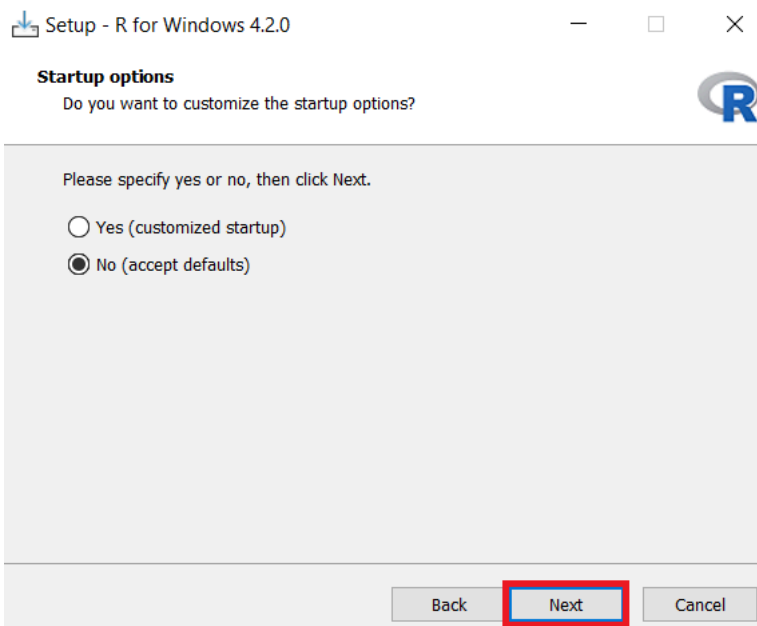 Setup - R for Windows 4.2.0
Startup options
Do you want to customize the startup options?
R
Please specify yes or no, then click Next.
Yes (customized startup)
No (accept defaults)
Back Next Cancel